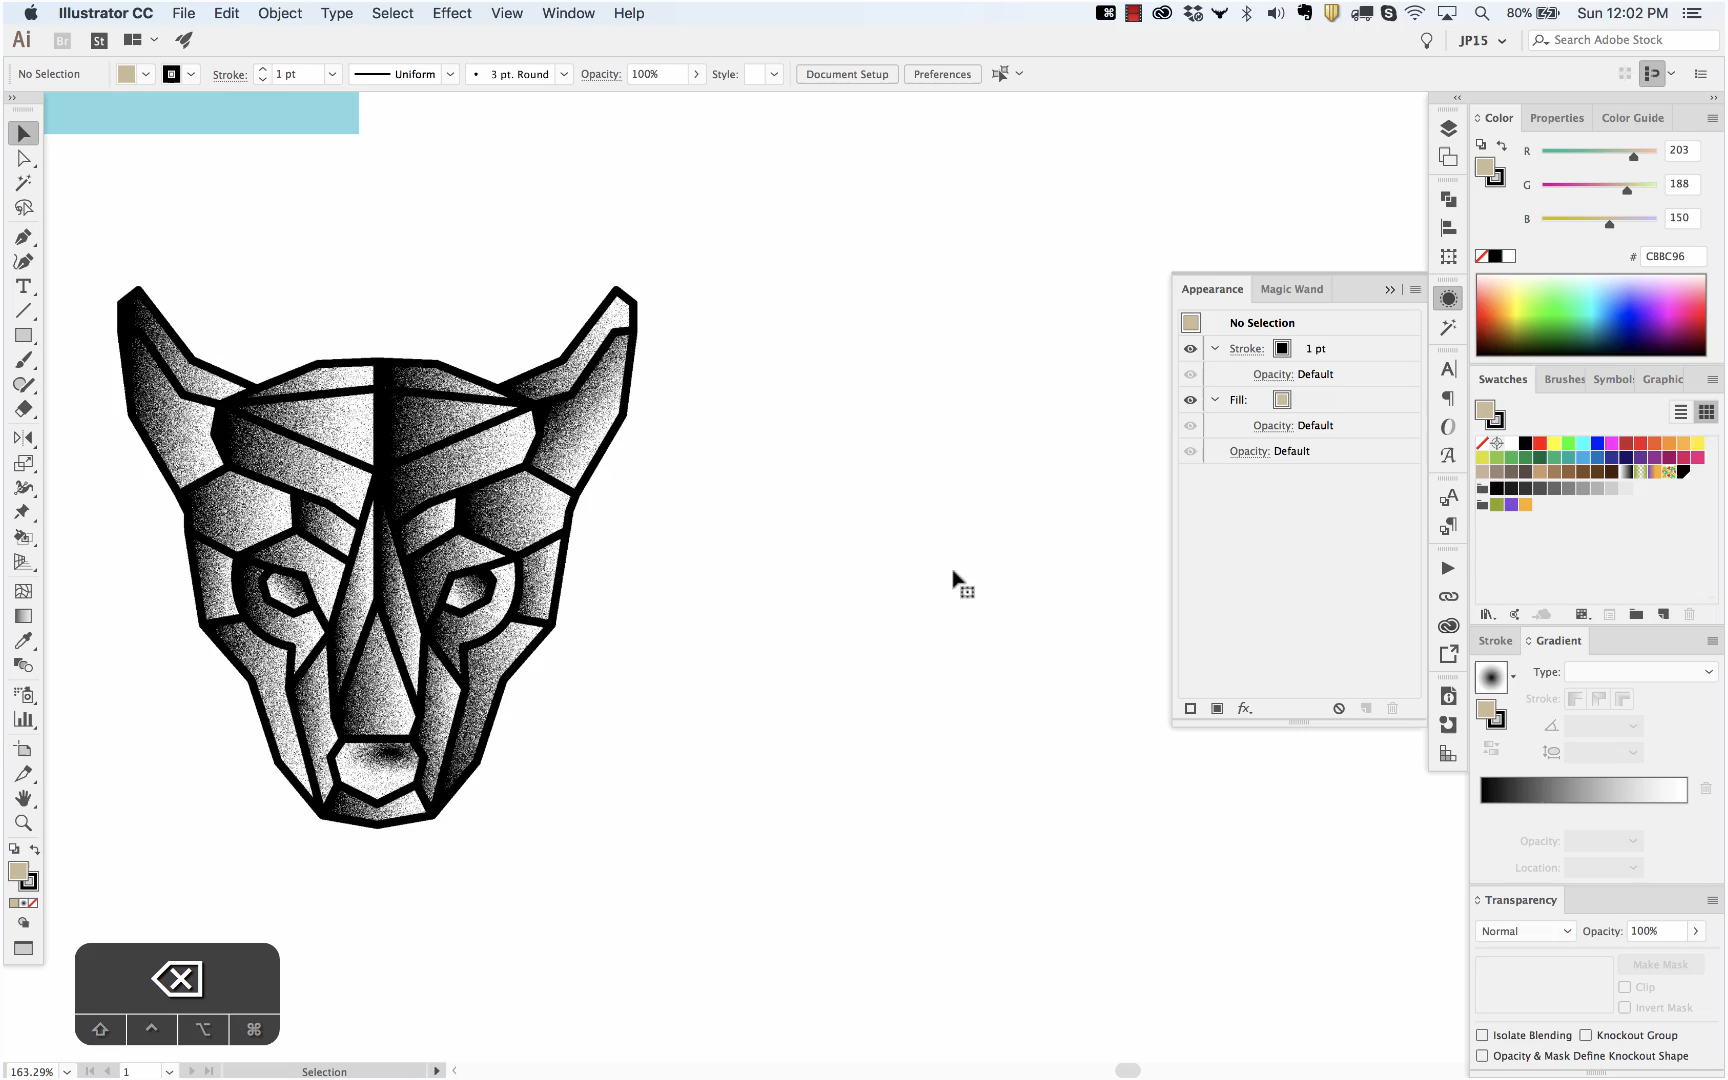 Illustrator CC File Edit Object Type Select Effect View Window Help 80% Sun 12:02 PM
Ai Br St JP15 Search Adobe Stock
No Selection Stroke: 1 pt Uniform 3 pt. Round Opacity: 100% Style: Document Setup Preferences
Color Properties Color Guide
R 203
G 188
B 150
# CBBC96
Appearance Magic Wand
No Selection
Stroke: 1 pt
Opacity: Default
Fill:
Opacity: Default
Opacity: Default
fx
Swatches Brushes Symbols Graphic
Stroke Gradient
Type:
Stroke:
Opacity:
Location:
Transparency
Normal Opacity: 100%
Make Mask
Clip
Invert Mask
Isolate Blending Knockout Group
Opacity & Mask Define Knockout Shape
163.29% 1 Selection